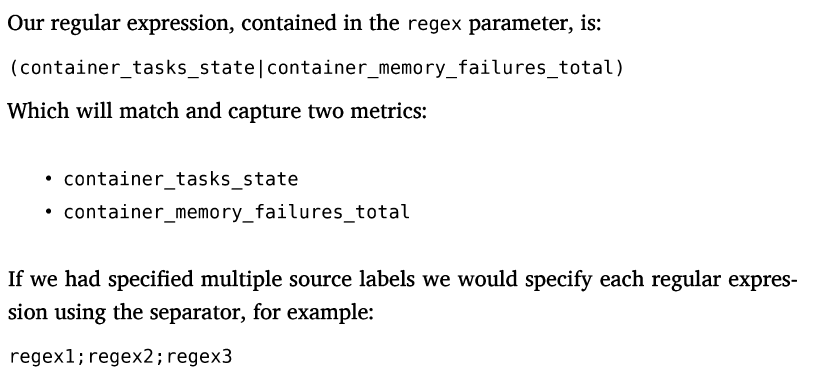 Our regular expression, contained in the regex parameter, is:
(container_tasks_state|container_memory_failures_total)
Which will match and capture two metrics:
• container_tasks_state
• container_memory_failures_total
If we had specified multiple source labels we would specify each regular expres-
sion using the separator, for example:
regex1;regex2;regex3